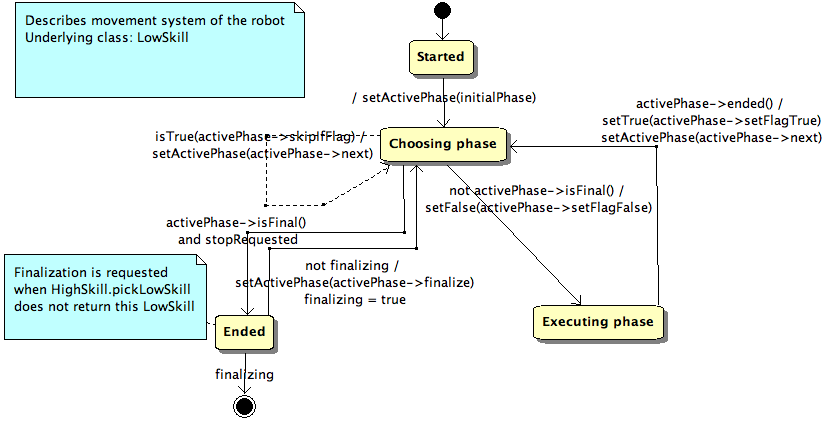 Describes movement system of the robot
Underlying class: LowSkill
Started
/ setActivePhase(initialPhase)
activePhase->ended() /
setTrue(activePhase->setFlagTrue)
setActivePhase(activePhase->next)
isTrue(activePhase->skipIfFlag) /
setActivePhase(activePhase->next)
Choosing phase
not activePhase->isFinal() /
setFalse(activePhase->setFlagFalse)
activePhase->isFinal()
and stopRequested
not finalizing /
setActivePhase(activePhase->finalize)
finalizing = true
Finalization is requested
when HighSkill.pickLowSkill
does not return this LowSkill
Ended
Executing phase
finalizing